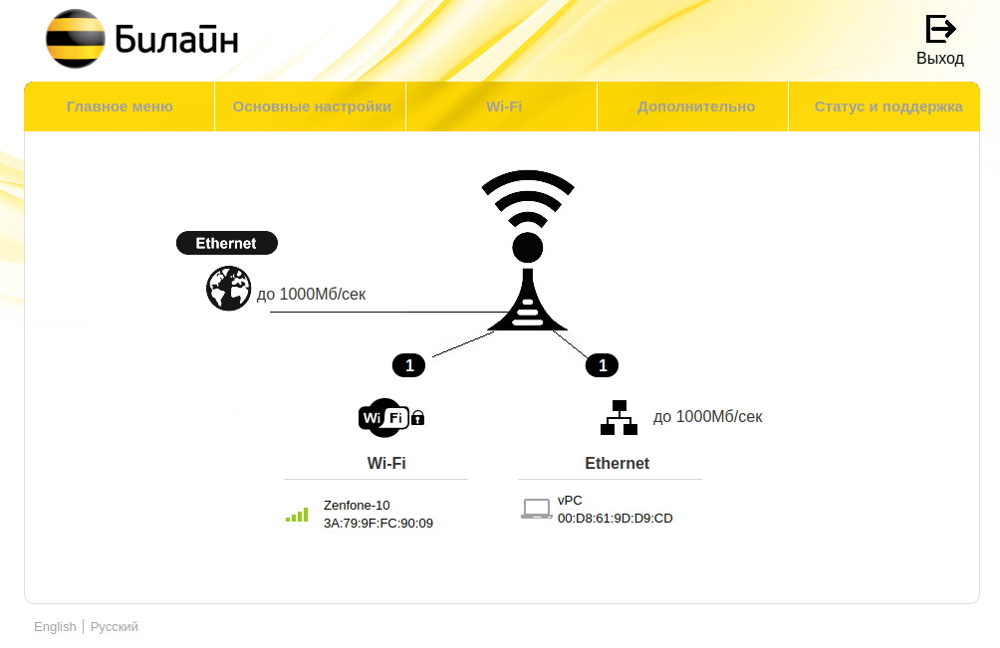 Билайн
Выход
Главное меню
Основные настройки
Wi-Fi
Дополнительно
Статус и поддержка
Ethernet
до 1000Мб/сек
1
1
Wi Fi
до 1000Мб/сек
Wi-Fi
Ethernet
Zenfone-10
3A:79:9F:FC:90:09
vPC
00:D8:61:9D:D9:CD
English
Русский